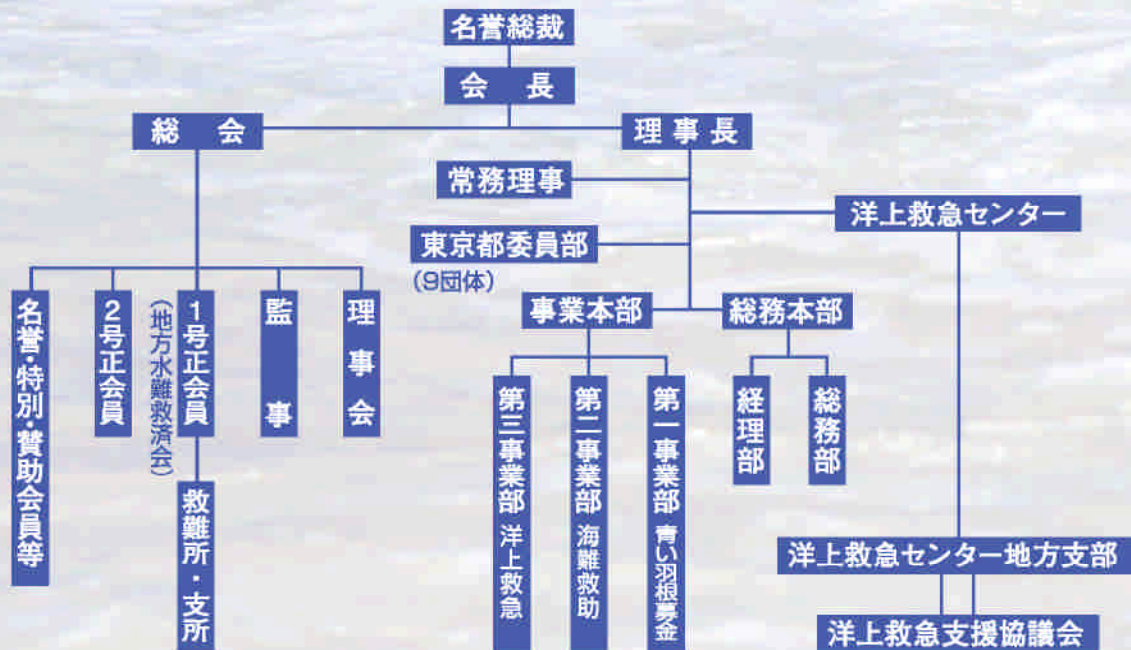 名誉総裁
会長
総会
理事長
常務理事
洋上救急センター
東京都委員部
(9団体)
事業本部
総務本部
名誉・特別・賛助会員等
2号正会員
1号正会員
(地方水難救済会)
監事
理事会
救難所・支所
第三事業部 洋上救急
第二事業部 海難救助
第一事業部 青い羽根募金
経理部
総務部
洋上救急センター地方支部
洋上救急支援協議会